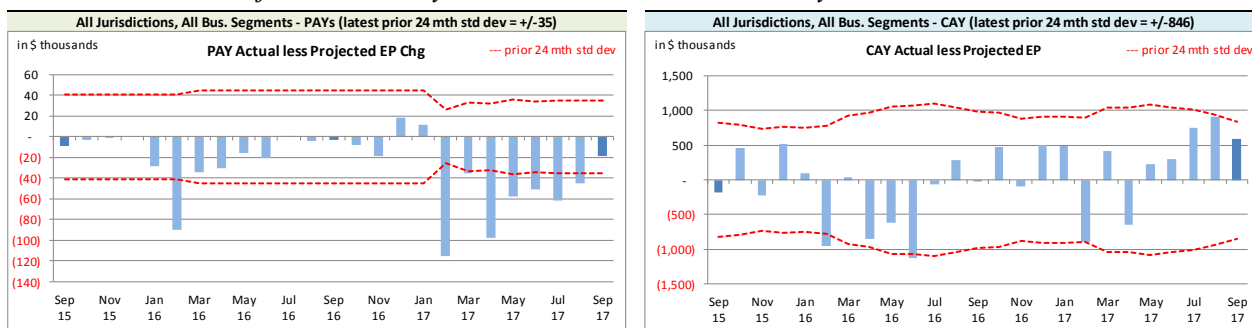 All Jurisdictions, All Bus. Segments - PAYs (latest prior 24 mth std dev = +/-35)
in $ thousands
PAY Actual less Projected EP Chg
--- prior 24 mth std dev
60
40
20
-
(20)
(40)
(60)
(80)
(100)
(120)
(140)
Sep Nov Jan Mar May Jul Sep Nov Jan Mar May Jul Sep
15 15 16 16 16 16 16 16 17 17 17 17 17
All Jurisdictions, All Bus. Segments - CAY (latest prior 24 mth std dev = +/-846)
in $ thousands
CAY Actual less Projected EP
--- prior 24 mth std dev
1,500
1,000
500
-
(500)
(1,000)
(1,500)
Sep Nov Jan Mar May Jul Sep Nov Jan Mar May Jul Sep
15 15 16 16 16 16 16 16 17 17 17 17 17